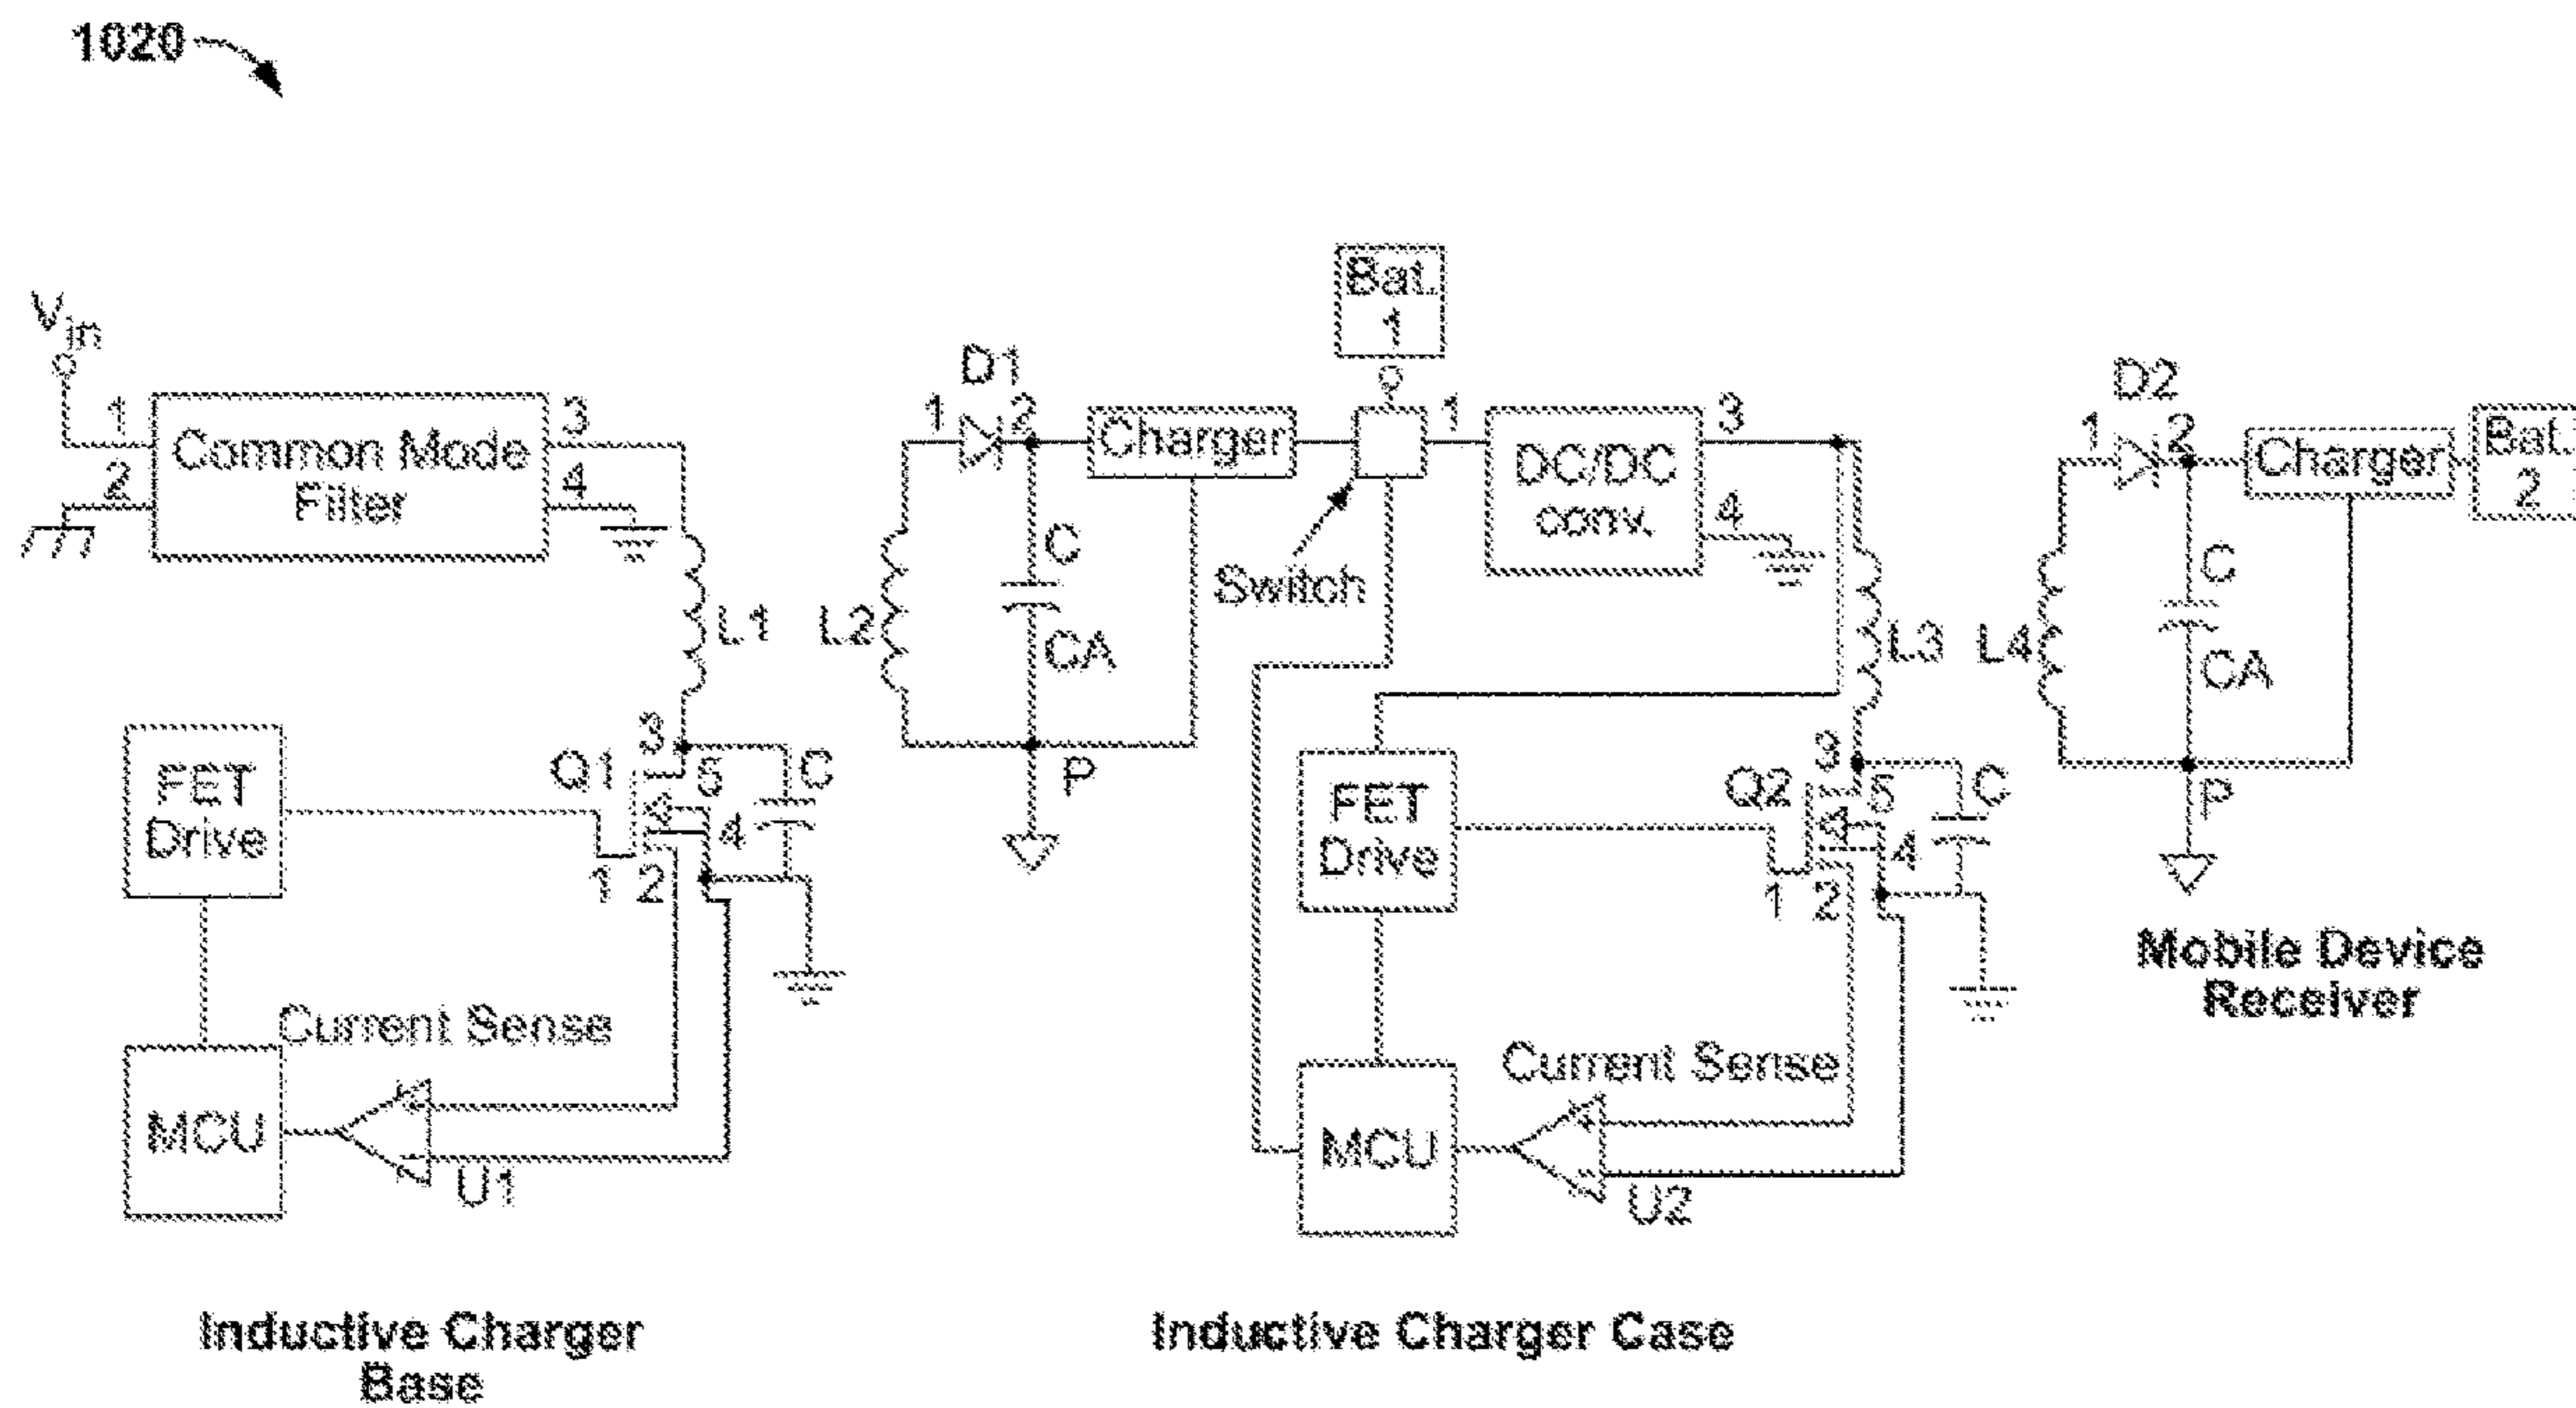 1020
Vin
1
2
Common Mode
Filter
3
4
L1
FET
Drive
Q1
3
5
4
1
2
C
Current Sense
MCU
U1
Inductive Charger
Base
L2
1
D1
2
C
CA
P
Charger
Bat.
1
Switch
1
DC/DC
conv.
3
4
L3
FET
Drive
Q2
3
5
4
1
2
C
Current Sense
MCU
U2
Inductive Charger Case
L4
1
D2
2
C
CA
P
Charger
Bat.
2
Mobile Device
Receiver